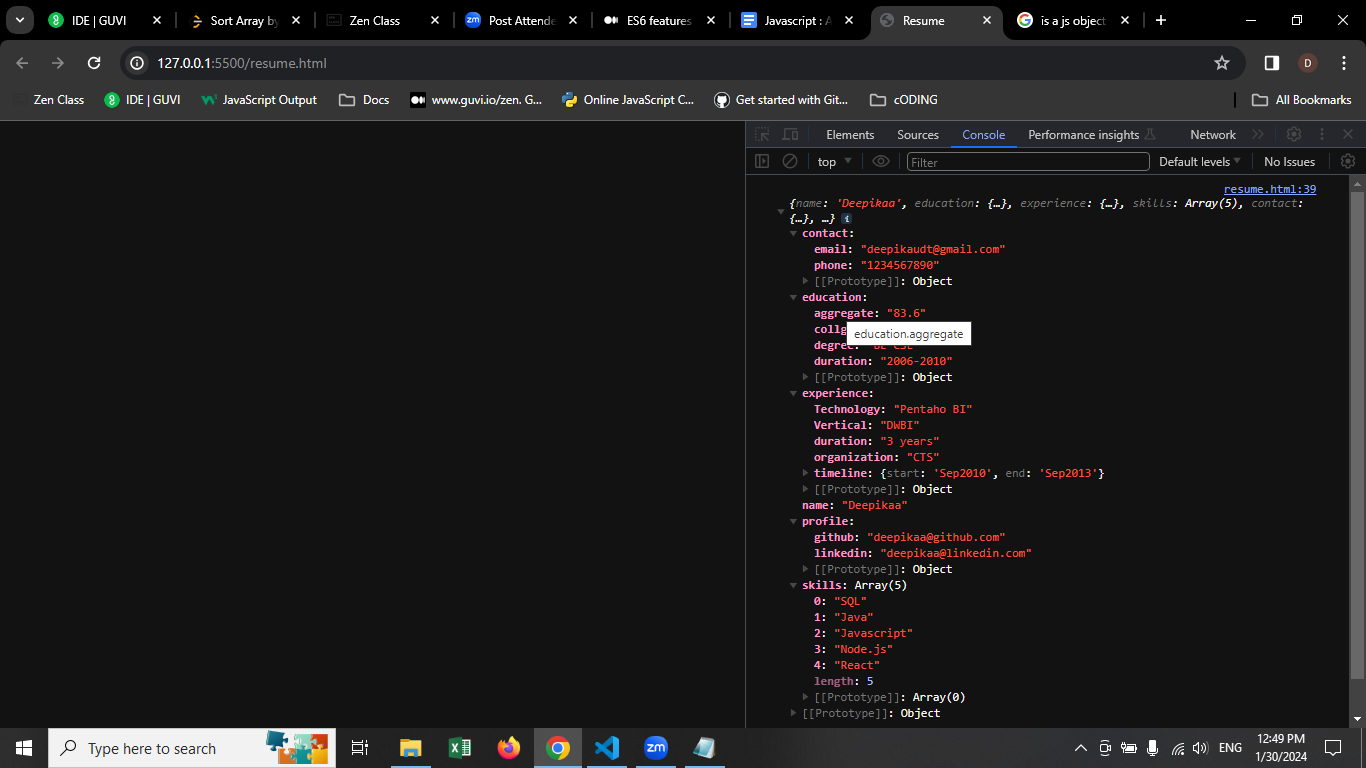 IDE | GUVI
Sort Array by
Zen Class
Post Attende
ES6 features
Javascript : A
Resume
is a js object
127.0.0.1:5500/resume.html
D
Zen Class
IDE | GUVI
JavaScript Output
Docs
www.guvi.io/zen. G...
Online JavaScript C...
Get started with Git...
cODING
All Bookmarks
Elements
Sources
Console
Performance insights
Network
top
Filter
Default levels
No Issues
resume.html:39
{name: 'Deepikaa', education: {…}, experience: {…}, skills: Array(5), contact:
{…}, …}
contact:
email: "deepikaudt@gmail.com"
phone: "1234567890"
[[Prototype]]: Object
education:
aggregate: "83.6"
collg
education.aggregate
degree:
duration: "2006-2010"
[[Prototype]]: Object
experience:
Technology: "Pentaho BI"
Vertical: "DWBI"
duration: "3 years"
organization: "CTS"
timeline: {start: 'Sep2010', end: 'Sep2013'}
[[Prototype]]: Object
name: "Deepikaa"
profile:
github: "deepikaa@github.com"
linkedin: "deepikaa@linkedin.com"
[[Prototype]]: Object
skills: Array(5)
0: "SQL"
1: "Java"
2: "Javascript"
3: "Node.js"
4: "React"
length: 5
[[Prototype]]: Array(0)
[[Prototype]]: Object
Type here to search
zm
ENG
12:49 PM
1/30/2024